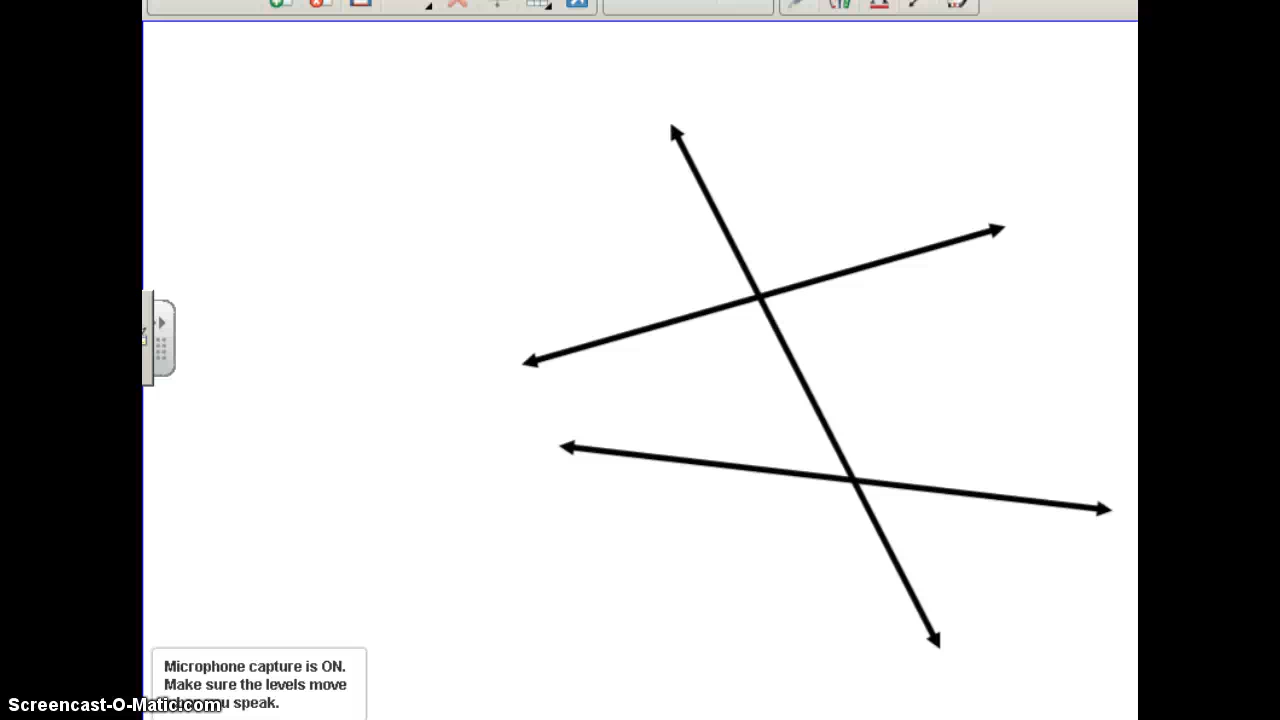 Microphone capture is ON.
Make sure the levels move
speak.
Screencast-O-Matic.com